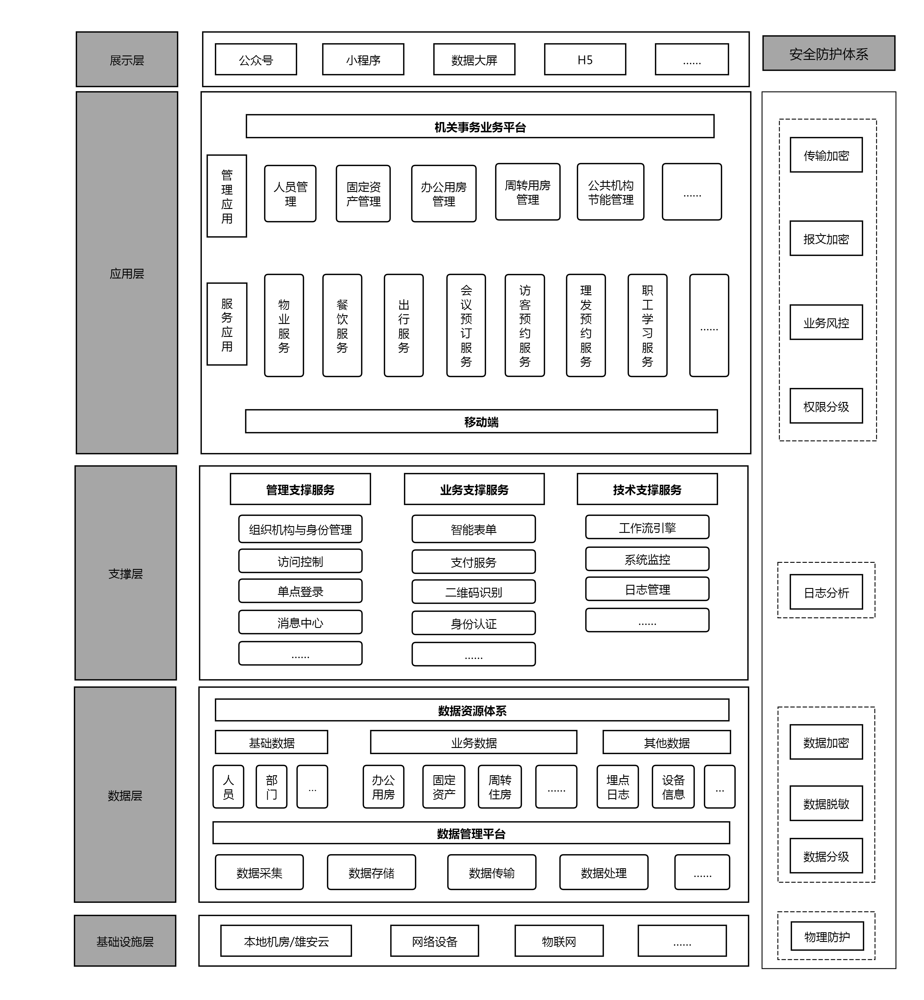 展示层
公众号
小程序
数据大屏
H5
……
安全防护体系
应用层
机关事务业务平台
管
理
应
用
人员管
理
固定资
产管理
办公用房
管理
周转用房
管理
公共机构
节能管理
……
服
务
应
用
物
业
服
务
餐
饮
服
务
出
行
服
务
会
议
预
订
服
务
访
客
预
约
服
务
理
发
预
约
服
务
职
工
学
习
服
务
……
移动端
传输加密
报文加密
业务风控
权限分级
支撑层
管理支撑服务
组织机构与身份管理
访问控制
单点登录
消息中心
……
业务支撑服务
智能表单
支付服务
二维码识别
身份认证
……
技术支撑服务
工作流引擎
系统监控
日志管理
……
日志分析
数据层
数据资源体系
基础数据
业务数据
其他数据
人
员
部
门
…
办公
用房
固定
资产
周转
住房
……
埋点
日志
设备
信息
…
数据管理平台
数据采集
数据存储
数据传输
数据处理
……
数据加密
数据脱敏
数据分级
基础设施层
本地机房/雄安云
网络设备
物联网
……
物理防护